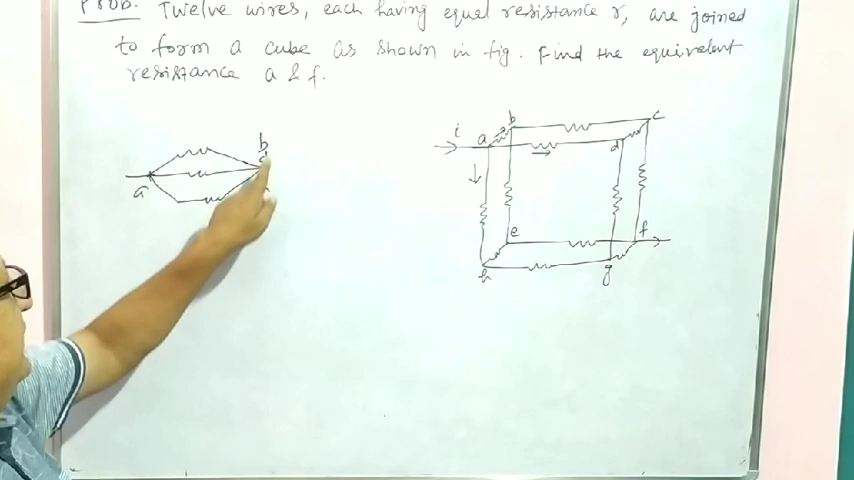 Prob. Twelve wires, each having equal resistance r, are joined
to form a cube as shown in fig. Find the equivalent
resistance a & f.
a
b
d
i
a
b
c
d
e
f
h
g